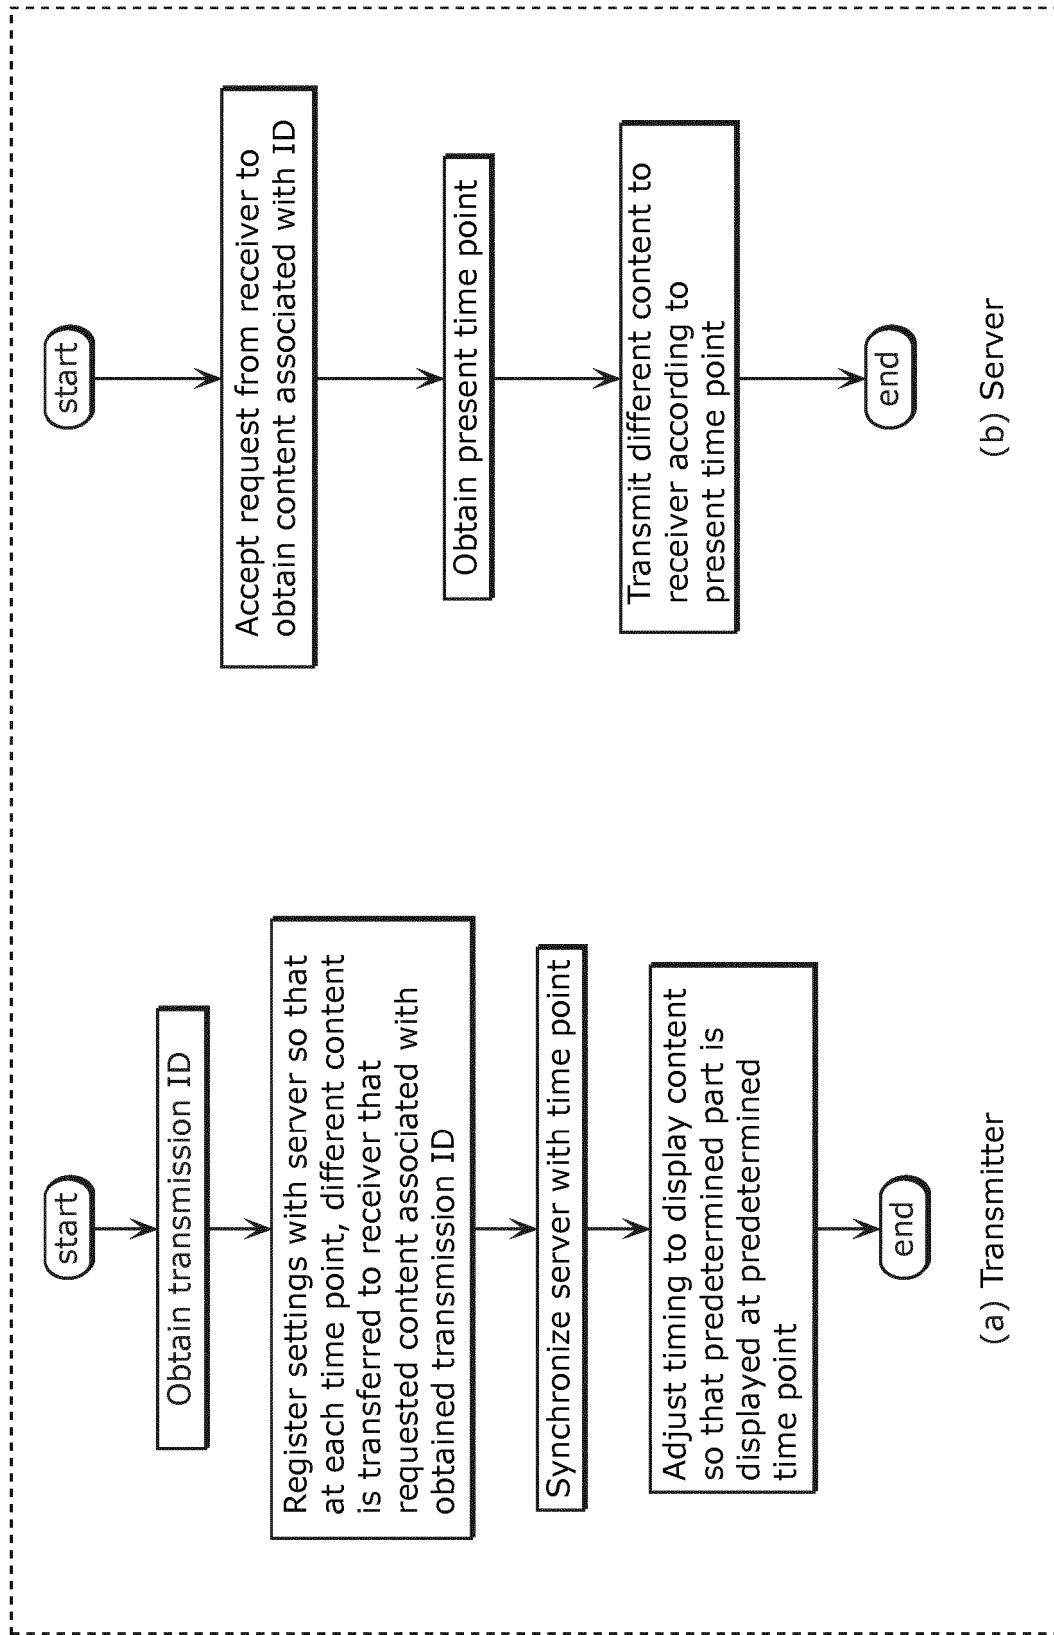 start
Obtain transmission ID
Register settings with server so that
at each time point, different content
is transferred to receiver that
requested content associated with
obtained transmission ID
Synchronize server with time point
Adjust timing to display content
so that predetermined part is
displayed at predetermined
time point
end
(a) Transmitter
start
Accept request from receiver to
obtain content associated with ID
Obtain present time point
Transmit different content to
receiver according to
present time point
end
(b) Server